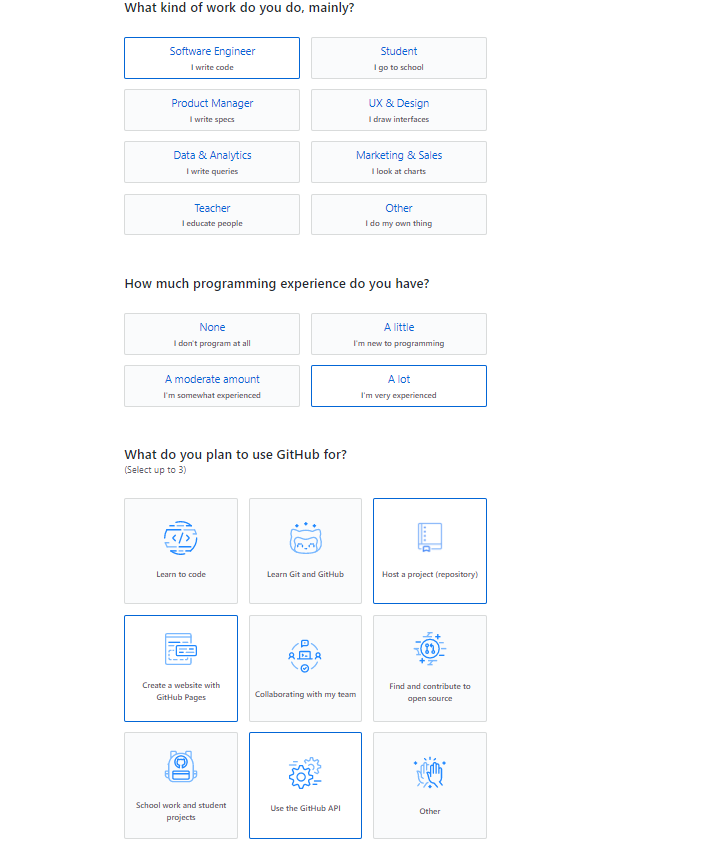 What kind of work do you do, mainly?
Software Engineer
I write code
Student
I go to school
Product Manager
I write specs
UX & Design
I draw interfaces
Data & Analytics
I write queries
Marketing & Sales
I look at charts
Teacher
I educate people
Other
I do my own thing
How much programming experience do you have?
None
I don't program at all
A little
I'm new to programming
A moderate amount
I'm somewhat experienced
A lot
I'm very experienced
What do you plan to use GitHub for?
(Select up to 3)
Learn to code
Learn Git and GitHub
Host a project (repository)
Create a website with
GitHub Pages
Collaborating with my team
Find and contribute to
open source
School work and student
projects
Use the GitHub API
Other